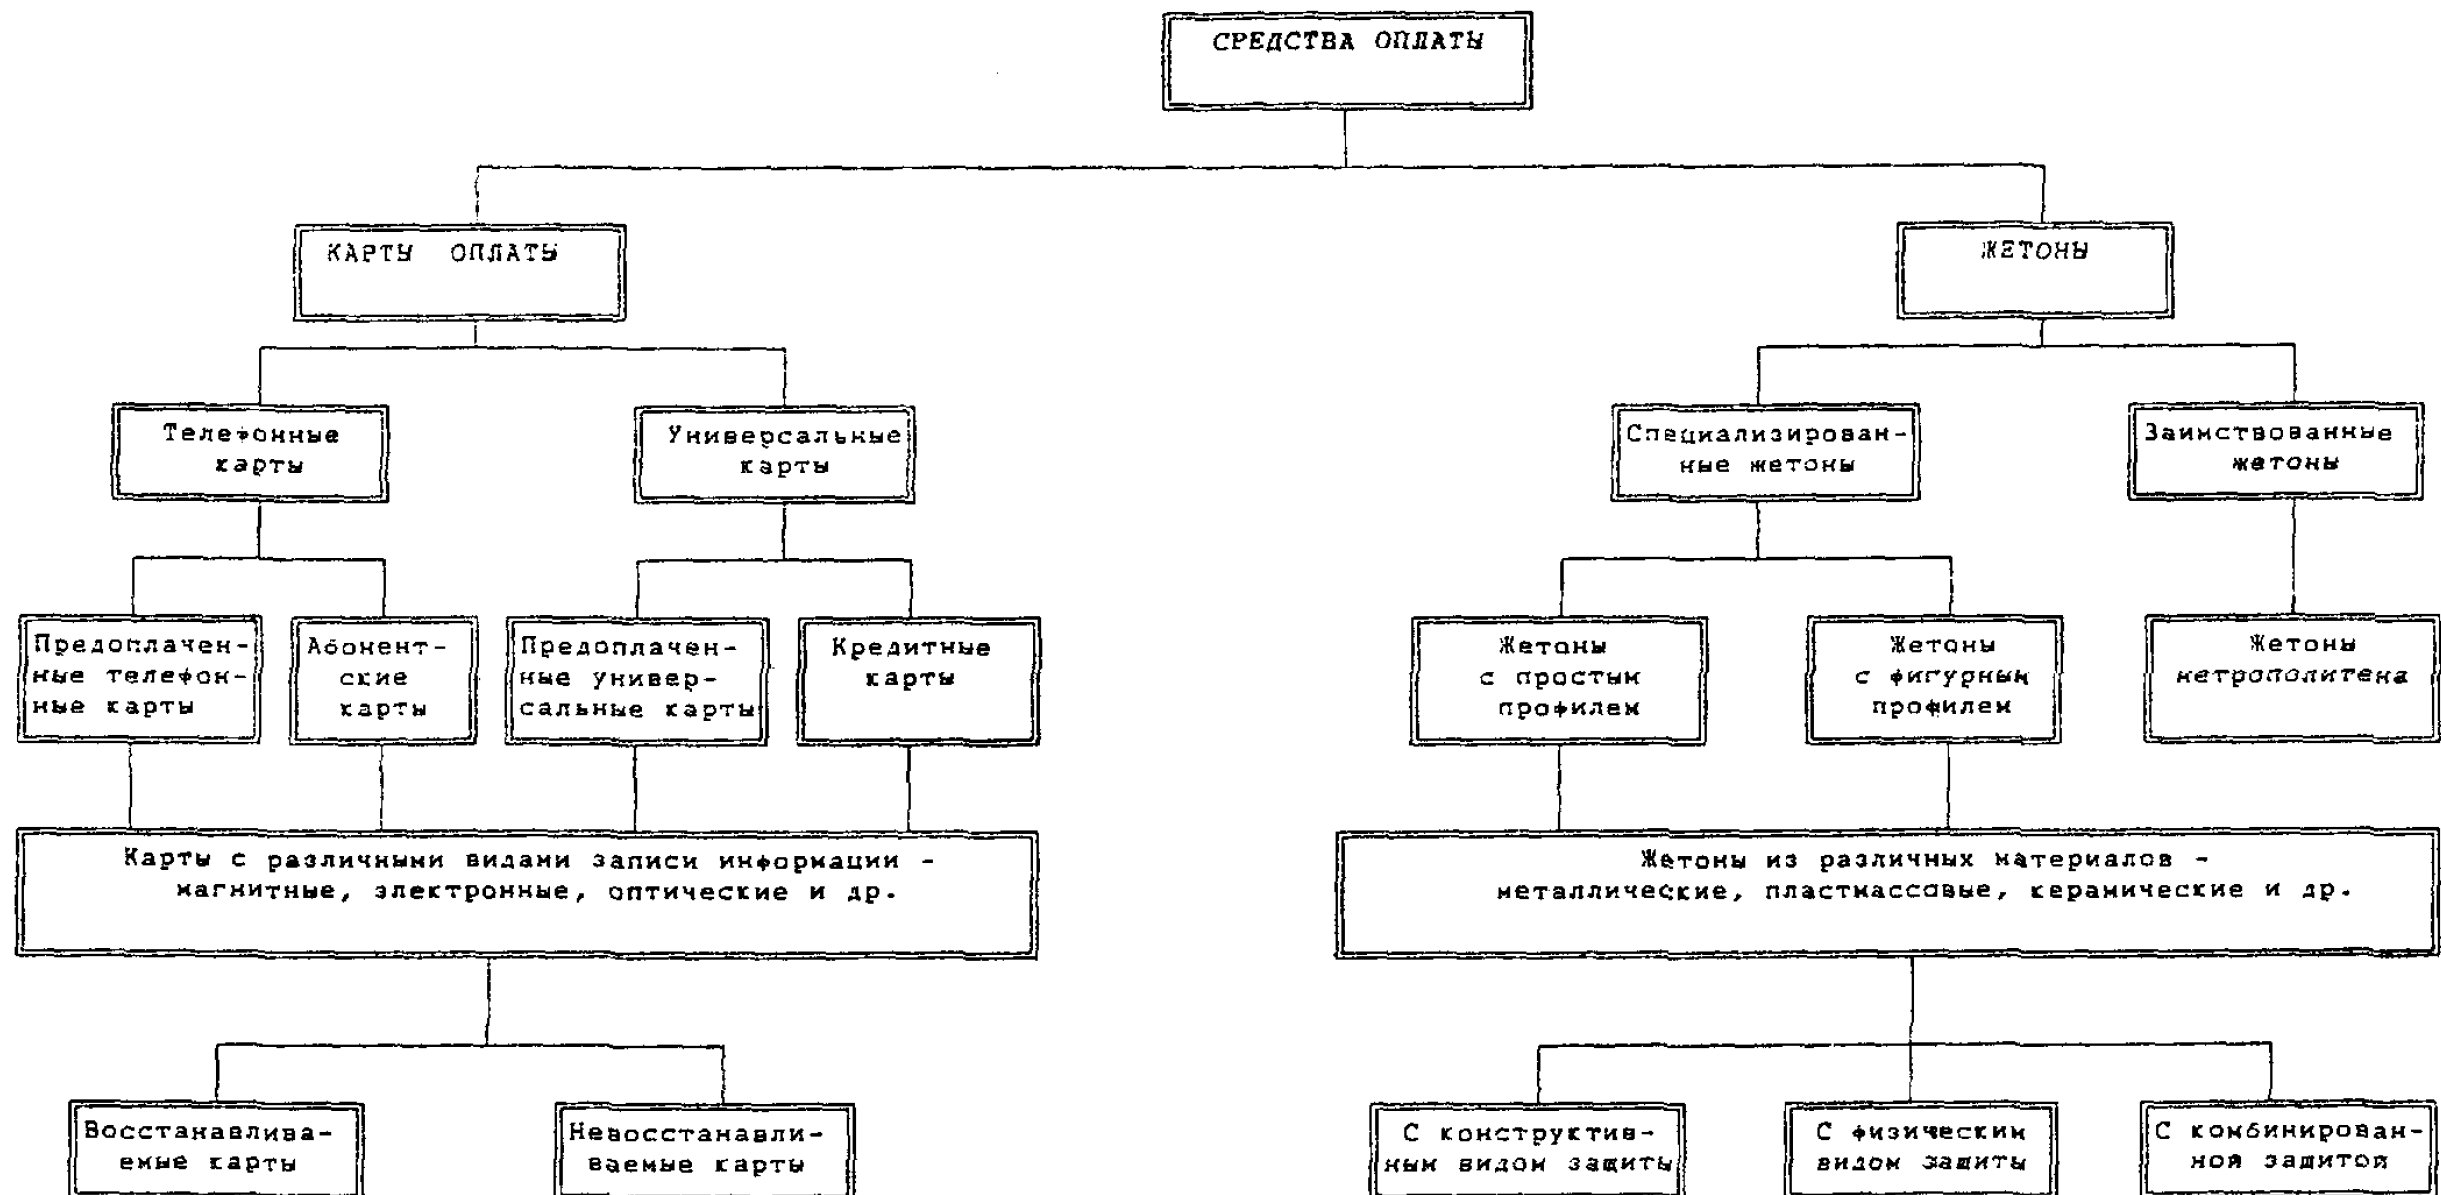 СРЕДСТВА ОПЛАТЫ
КАРТЫ ОПЛАТЫ
ЖЕТОНЫ
Телефонные
карты
Универсальные
карты
Специализирован-
ные жетоны
Заимствованные
жетоны
Предоплачен-
ные телефон-
ные карты
Абонент-
ские
карты
Предоплачен-
ные универ-
сальные карты
Кредитные
карты
Жетоны
с простым
профилем
Жетоны
с фигурным
профилем
Жетоны
метрополитена
Карты с различными видами записи информации -
магнитные, электронные, оптические и др.
Жетоны из различных материалов -
металлические, пластмассовые, керамические и др.
Восстанавлива-
емые карты
Невосстанавли-
ваемые карты
С конструктив-
ным видом защиты
С физическим
видом защиты
С комбинирован-
ной защитой